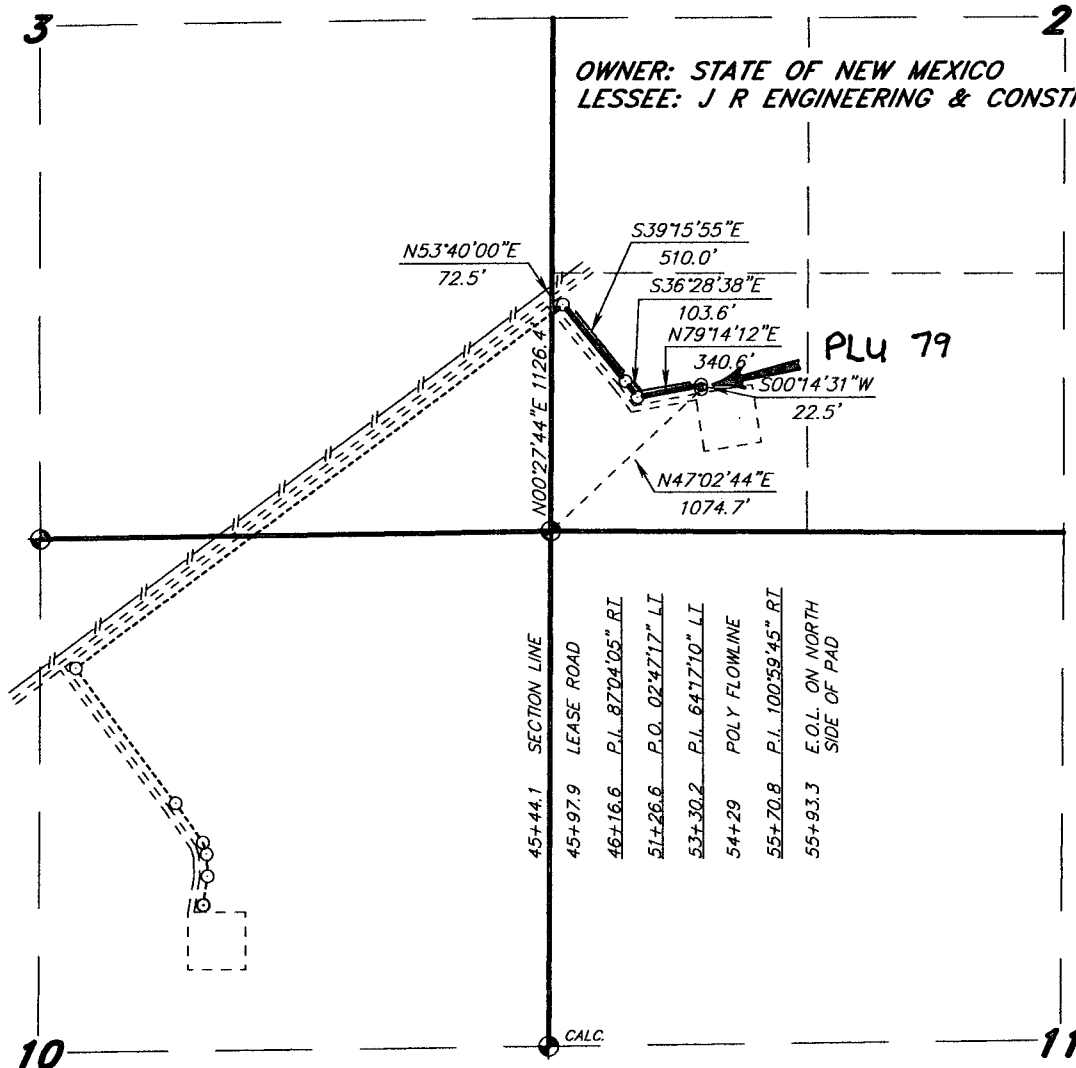 3
2
OWNER: STATE OF NEW MEXICO
LESSEE: J R ENGINEERING & CONST
S39°15'55"E
510.0'
N53°40'00"E
72.5'
S36°28'38"E
103.6'
N79°14'12"E
340.6'
PLU 79
S00°14'31"W
22.5'
N00°27'44"E 1126.4'
N47°02'44"E
1074.7'
45+44.1 SECTION LINE
45+97.9 LEASE ROAD
46+16.6 P.I. 87°04'05" RT
51+26.6 P.O. 02°47'17" LT
53+30.2 P.I. 64°17'10" LT
54+29 POLY FLOWLINE
55+70.8 P.I. 100°59'45" RT
55+93.3 E.O.L. ON NORTH
SIDE OF PAD
CALC.
10
11